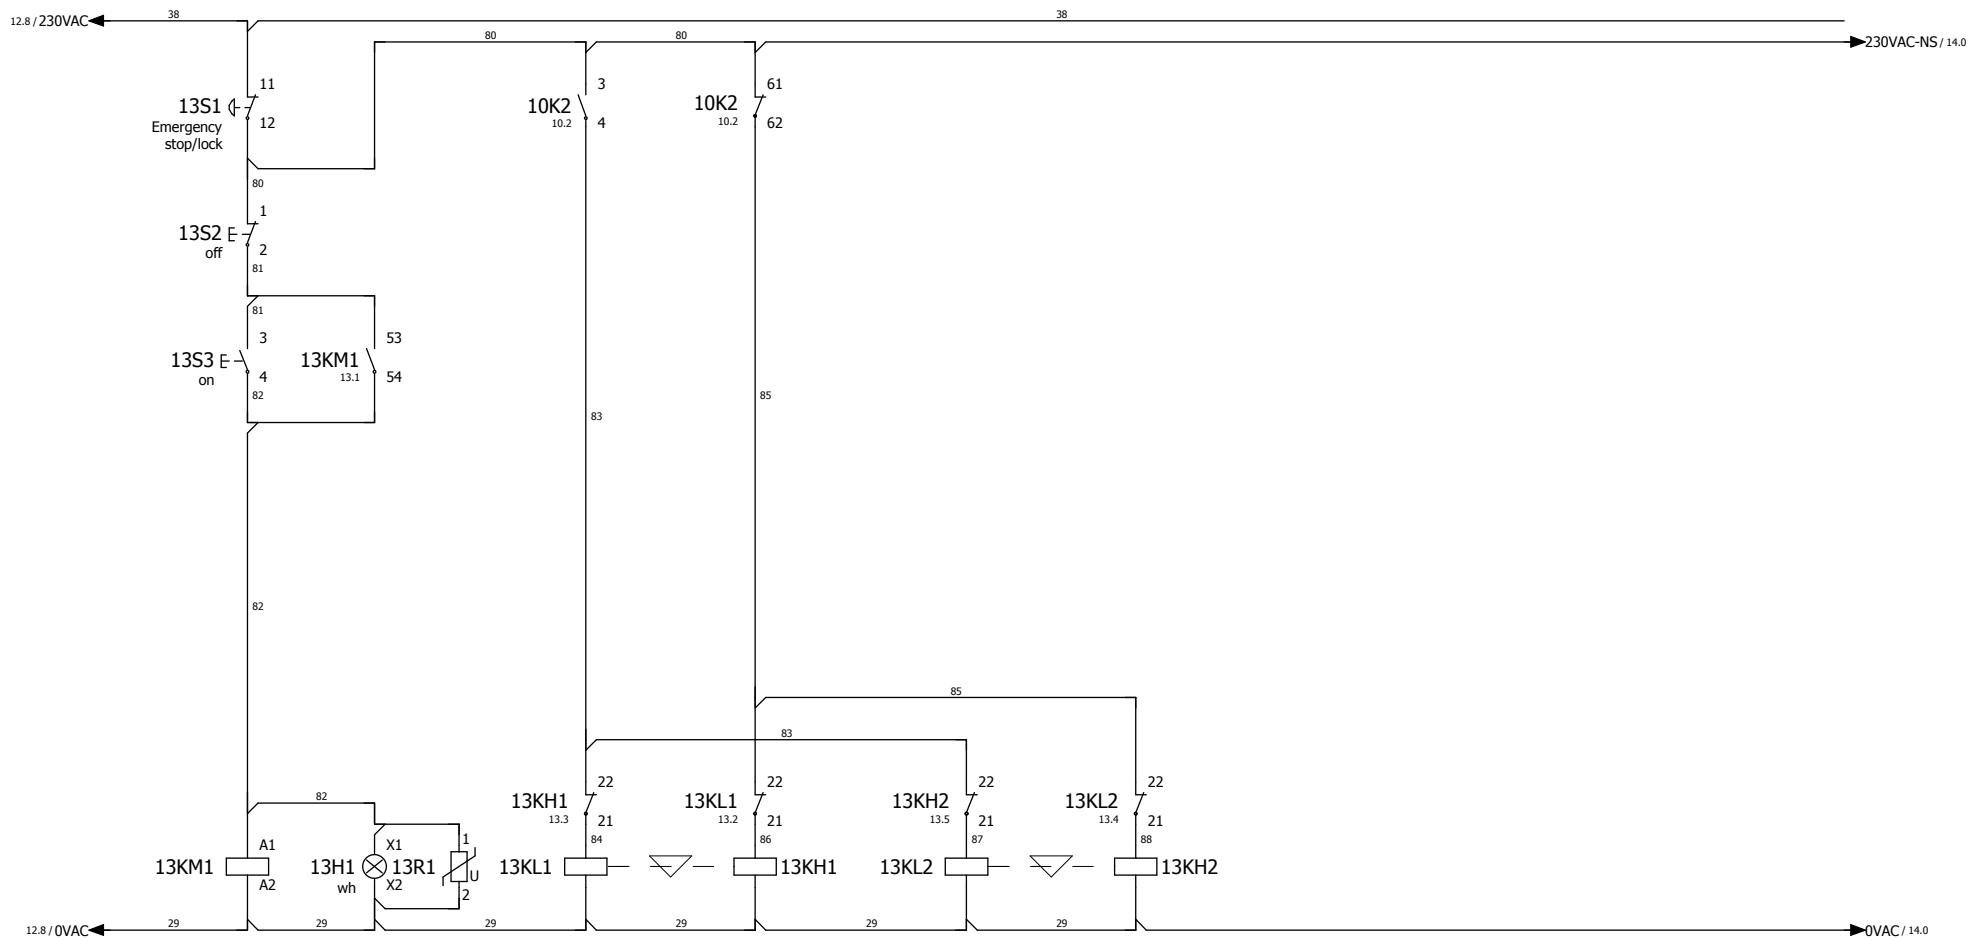 12.8 / 230VAC
38
38
80
80
230VAC-NS / 14.0
13S1
Emergency
stop/lock
11
12
10K2
10.2
3
4
10K2
10.2
61
62
80
13S2
off
1
2
81
81
13S3
on
3
4
13KM1
13.1
53
54
82
83
85
82
85
83
82
13KH1
13.3
22
21
13KL1
13.2
22
21
13KH2
13.5
22
21
13KL2
13.4
22
21
84
86
87
88
13KM1
A1
A2
13H1
wh
X1
X2
13R1
1
U
2
13KL1
13KH1
13KL2
13KH2
12.8 / 0VAC
29
29
29
29
29
29
0VAC / 14.0